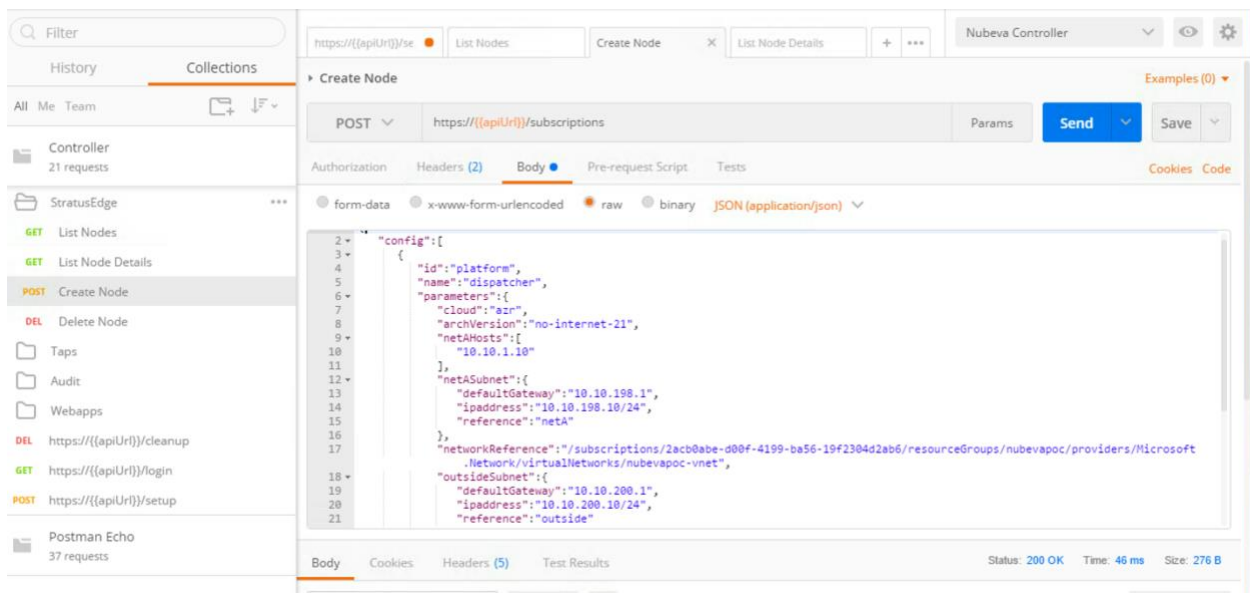 Filter
History Collections
All Me Team
Controller
21 requests
StratusEdge
GET List Nodes
GET List Node Details
POST Create Node
DEL Delete Node
Taps
Audit
Webapps
DEL https://{{apiUrl}}/cleanup
GET https://{{apiUrl}}/login
POST https://{{apiUrl}}/setup
Postman Echo
37 requests
https://{{apiUrl}}/se List Nodes Create Node List Node Details
Nubeva Controller
Create Node Examples (0)
POST https://{{apiUrl}}/subscriptions Params Send Save
Authorization Headers (2) Body Pre-request Script Tests Cookies Code
form-data x-www-form-urlencoded raw binary JSON (application/json)
2 "config":[
3 {
4 "id":"platform",
5 "name":"dispatcher",
6 "parameters":{
7 "cloud":"azr",
8 "archVersion":"no-internet-21",
9 "netAHosts":[
10 "10.10.1.10"
11 ],
12 "netASubnet":{
13 "defaultGateway":"10.10.198.1",
14 "ipaddress":"10.10.198.10/24",
15 "reference":"netA"
16 },
17 "networkReference":"/subscriptions/2acb0abe-d00f-4199-ba56-19f2304d2ab6/resourceGroups/nubevapoc/providers/Microsoft
.Network/virtualNetworks/nubevapoc-vnet",
18 "outsideSubnet":{
19 "defaultGateway":"10.10.200.1",
20 "ipaddress":"10.10.200.10/24",
21 "reference":"outside"
Body Cookies Headers (5) Test Results Status: 200 OK Time: 46 ms Size: 276 B